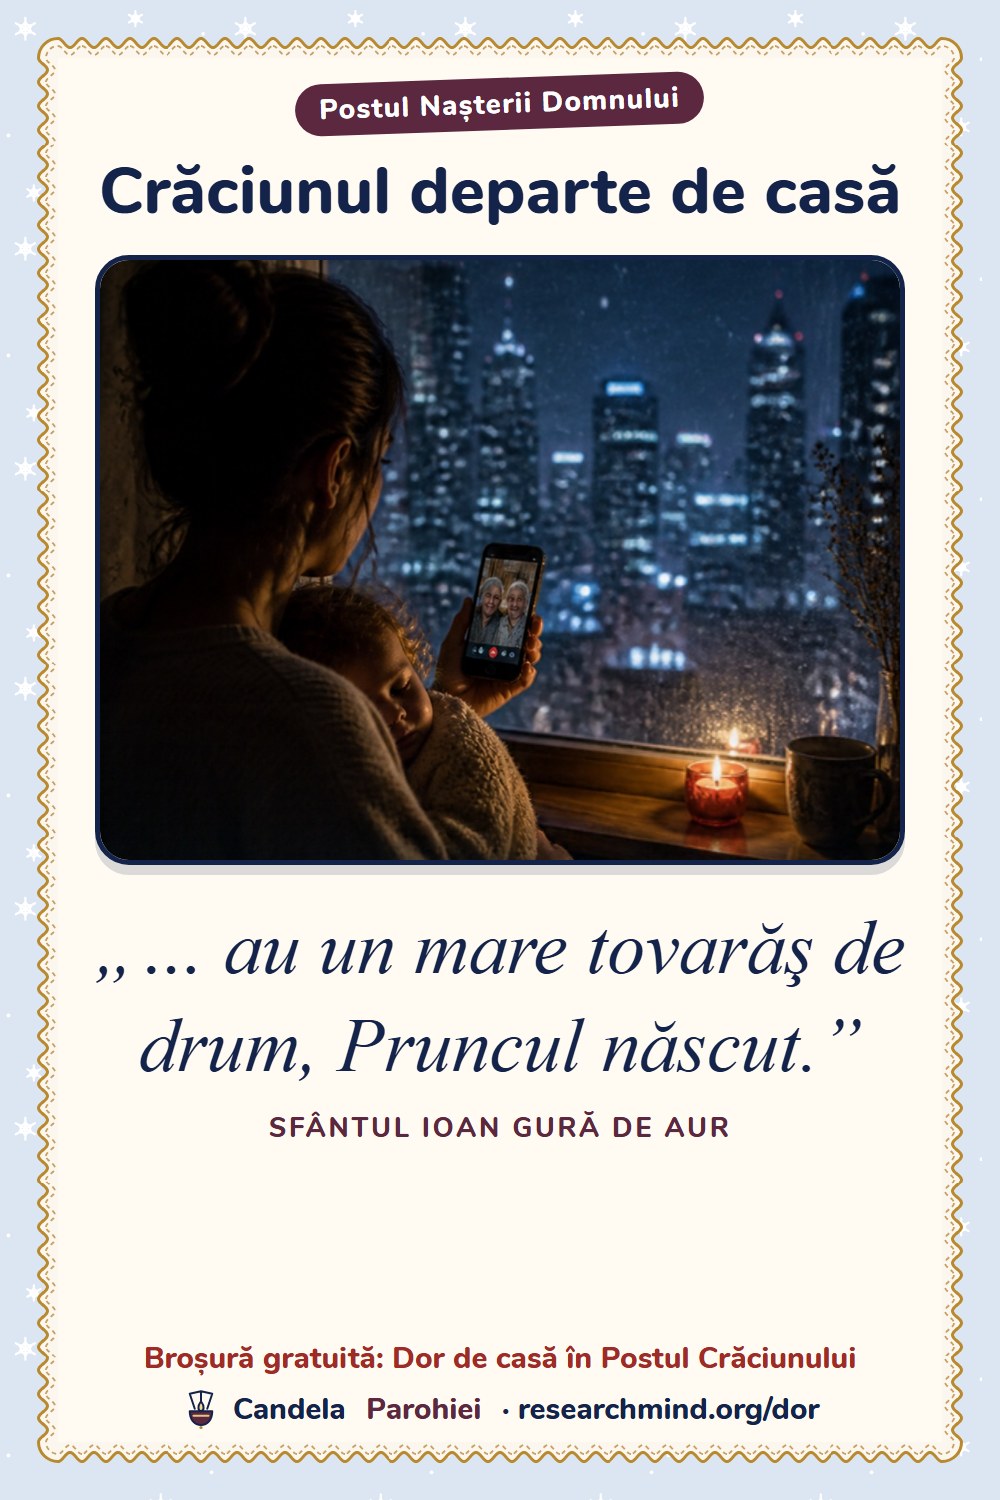 Postul Nașterii Domnului
Crăciunul departe de casă
„… au un mare tovarăş de
drum, Pruncul născut.”
SFÂNTUL IOAN GURĂ DE AUR
Broșură gratuită: Dor de casă în Postul Crăciunului
Candela Parohiei · researchmind.org/dor